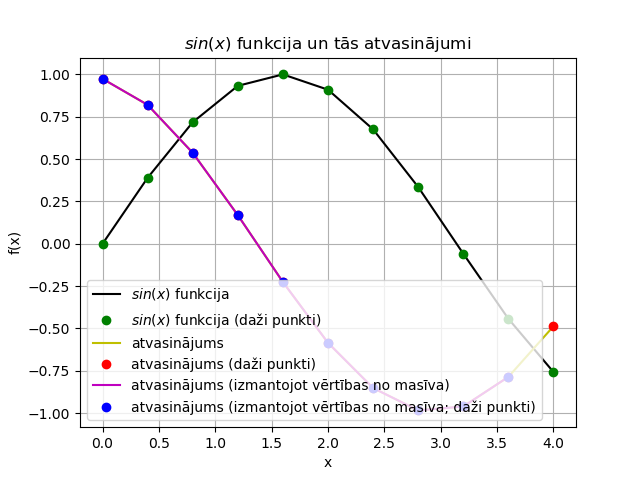 sin(x) funkcija un tās atvasinājumi
1.00
0.75
0.50
0.25
0.00
−0.25
−0.50
−0.75
−1.00
f(x)
sin(x) funkcija
sin(x) funkcija (daži punkti)
atvasinājums
atvasinājums (daži punkti)
atvasinājums (izmantojot vērtības no masīva)
atvasinājums (izmantojot vērtības no masīva; daži punkti)
0.0 0.5 1.0 1.5 2.0 2.5 3.0 3.5 4.0
x